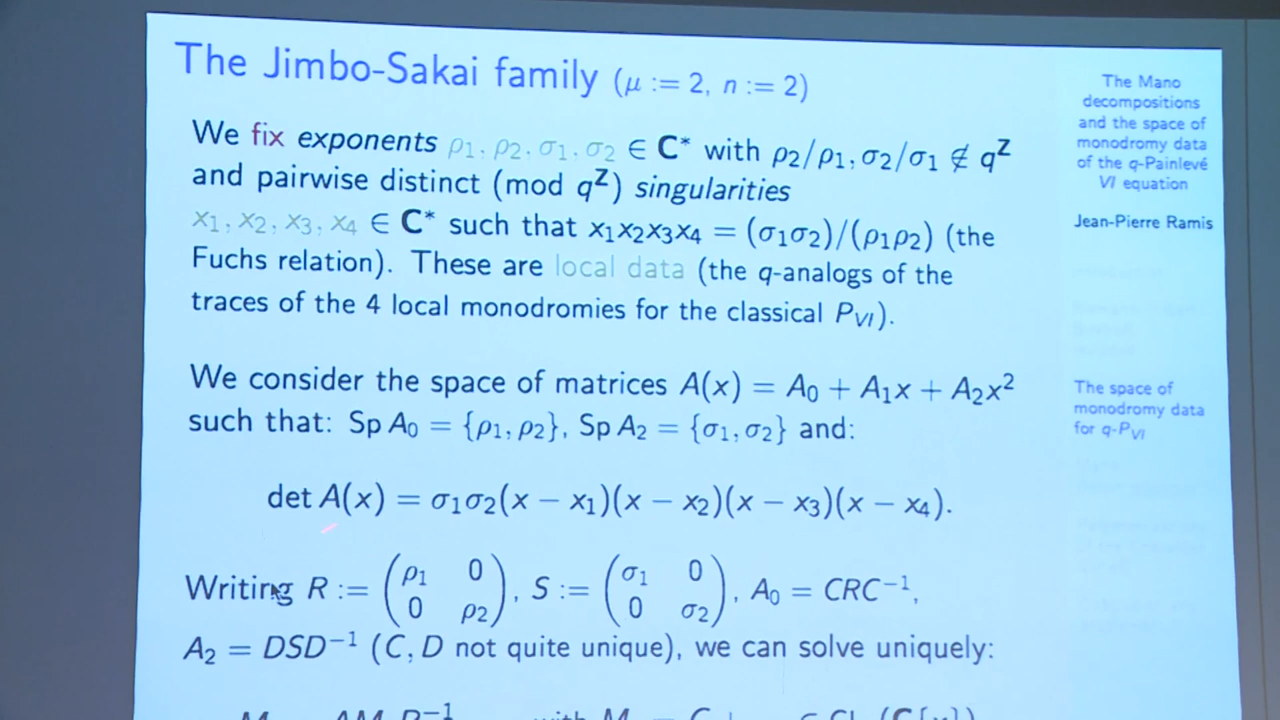 The Jimbo-Sakai family (μ := 2, n := 2)
We fix exponents ρ1, ρ2, σ1, σ2 ∈ C* with ρ2/ρ1, σ2/σ1 ∉ q^Z
and pairwise distinct (mod q^Z) singularities
x1, x2, x3, x4 ∈ C* such that x1x2x3x4 = (σ1σ2)/(ρ1ρ2) (the
Fuchs relation). These are local data (the q-analogs of the
traces of the 4 local monodromies for the classical PVI).
We consider the space of matrices A(x) = A0 + A1x + A2x²
such that: Sp A0 = {ρ1, ρ2}, Sp A2 = {σ1, σ2} and:
det A(x) = σ1σ2(x − x1)(x − x2)(x − x3)(x − x4).
Writing R := (ρ1 0 0 ρ2), S := (σ1 0 0 σ2), A0 = CRC⁻¹,
A2 = DSD⁻¹ (C, D not quite unique), we can solve uniquely:
The Mano
decompositions
and the space of
monodromy data
of the q-Painlevé
VI equation
Jean-Pierre Ramis
The space of
monodromy data
for q-PVI